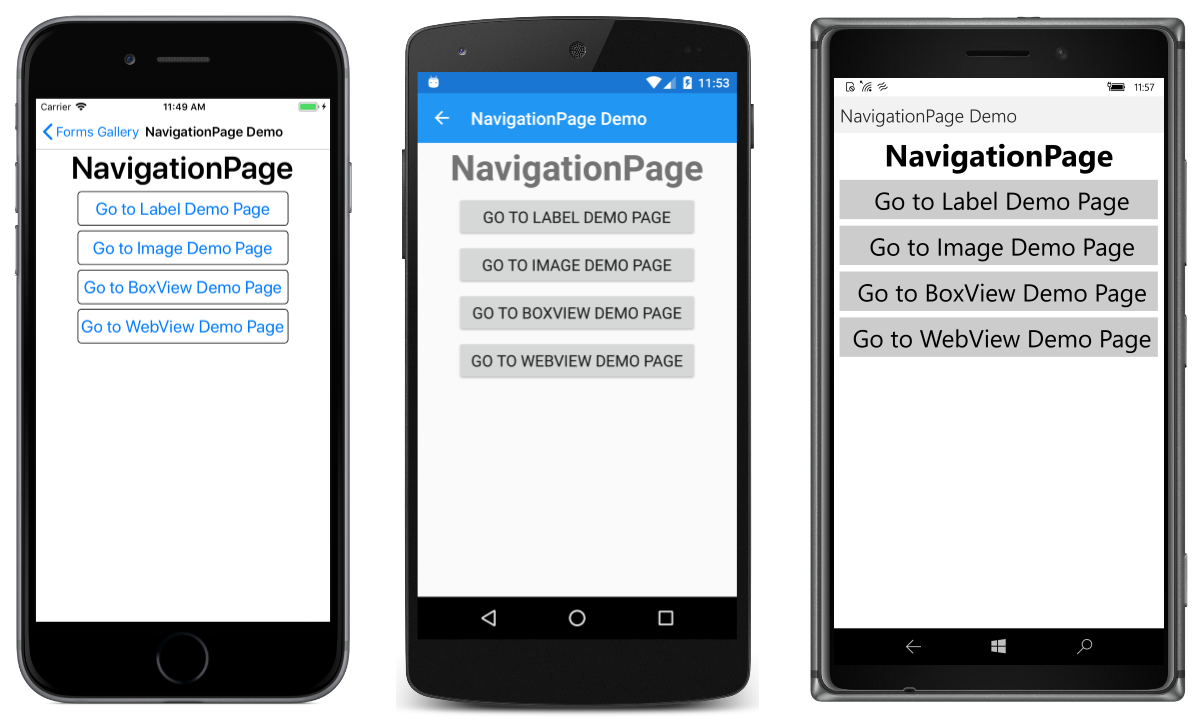 Carrier 11:49 AM
Forms Gallery NavigationPage Demo
NavigationPage
Go to Label Demo Page
Go to Image Demo Page
Go to BoxView Demo Page
Go to WebView Demo Page
11:53
NavigationPage Demo
NavigationPage
GO TO LABEL DEMO PAGE
GO TO IMAGE DEMO PAGE
GO TO BOXVIEW DEMO PAGE
GO TO WEBVIEW DEMO PAGE
11:57
NavigationPage Demo
NavigationPage
Go to Label Demo Page
Go to Image Demo Page
Go to BoxView Demo Page
Go to WebView Demo Page